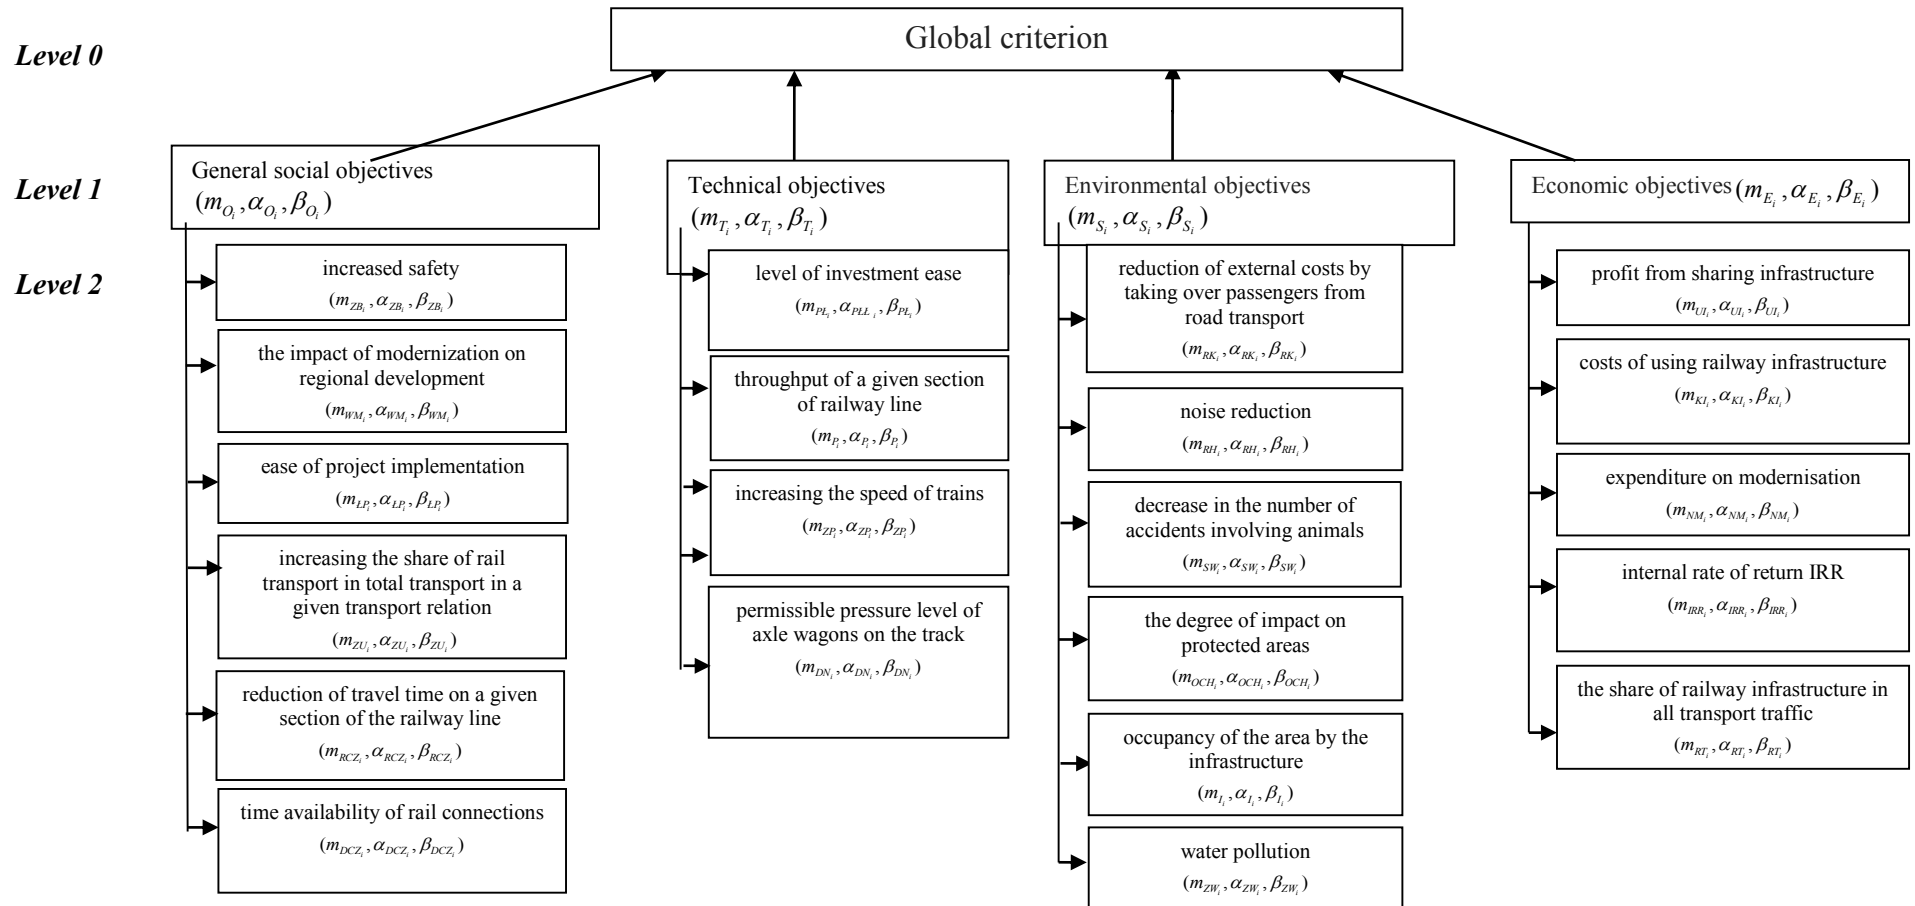 Level 0
Global criterion
Level 1
General social objectives
(m_{O_i}, α_{O_i}, β_{O_i})
Technical objectives
(m_{T_i}, α_{T_i}, β_{T_i})
Environmental objectives
(m_{S_i}, α_{S_i}, β_{S_i})
Economic objectives (m_{E_i}, α_{E_i}, β_{E_i})
Level 2
increased safety
(m_{ZB_i}, α_{ZB_i}, β_{ZB_i})
the impact of modernization on
regional development
(m_{WM_i}, α_{WM_i}, β_{WM_i})
ease of project implementation
(m_{ŁP_i}, α_{ŁP_i}, β_{ŁP_i})
increasing the share of rail
transport in total transport in a
given transport relation
(m_{ZU_i}, α_{ZU_i}, β_{ZU_i})
reduction of travel time on a given
section of the railway line
(m_{RCZ_i}, α_{RCZ_i}, β_{RCZ_i})
time availability of rail connections
(m_{DCZ_i}, α_{DCZ_i}, β_{DCZ_i})
level of investment ease
(m_{PŁ_i}, α_{PŁŁ_i}, β_{PŁ_i})
throughput of a given section
of railway line
(m_{P_i}, α_{P_i}, β_{P_i})
increasing the speed of trains
(m_{ZP_i}, α_{ZP_i}, β_{ZP_i})
permissible pressure level of
axle wagons on the track
(m_{DN_i}, α_{DN_i}, β_{DN_i})
reduction of external costs by
taking over passengers from
road transport
(m_{RK_i}, α_{RK_i}, β_{RK_i})
noise reduction
(m_{RH_i}, α_{RH_i}, β_{RH_i})
decrease in the number of
accidents involving animals
(m_{SW_i}, α_{SW_i}, β_{SW_i})
the degree of impact on
protected areas
(m_{OCH_i}, α_{OCH_i}, β_{OCH_i})
occupancy of the area by the
infrastructure
(m_{I_i}, α_{I_i}, β_{I_i})
water pollution
(m_{ZW_i}, α_{ZW_i}, β_{ZW_i})
profit from sharing infrastructure
(m_{UI_i}, α_{UI_i}, β_{UI_i})
costs of using railway infrastructure
(m_{KI_i}, α_{KI_i}, β_{KI_i})
expenditure on modernisation
(m_{NM_i}, α_{NM_i}, β_{NM_i})
internal rate of return IRR
(m_{IRR_i}, α_{IRR_i}, β_{IRR_i})
the share of railway infrastructure in
all transport traffic
(m_{RT_i}, α_{RT_i}, β_{RT_i})